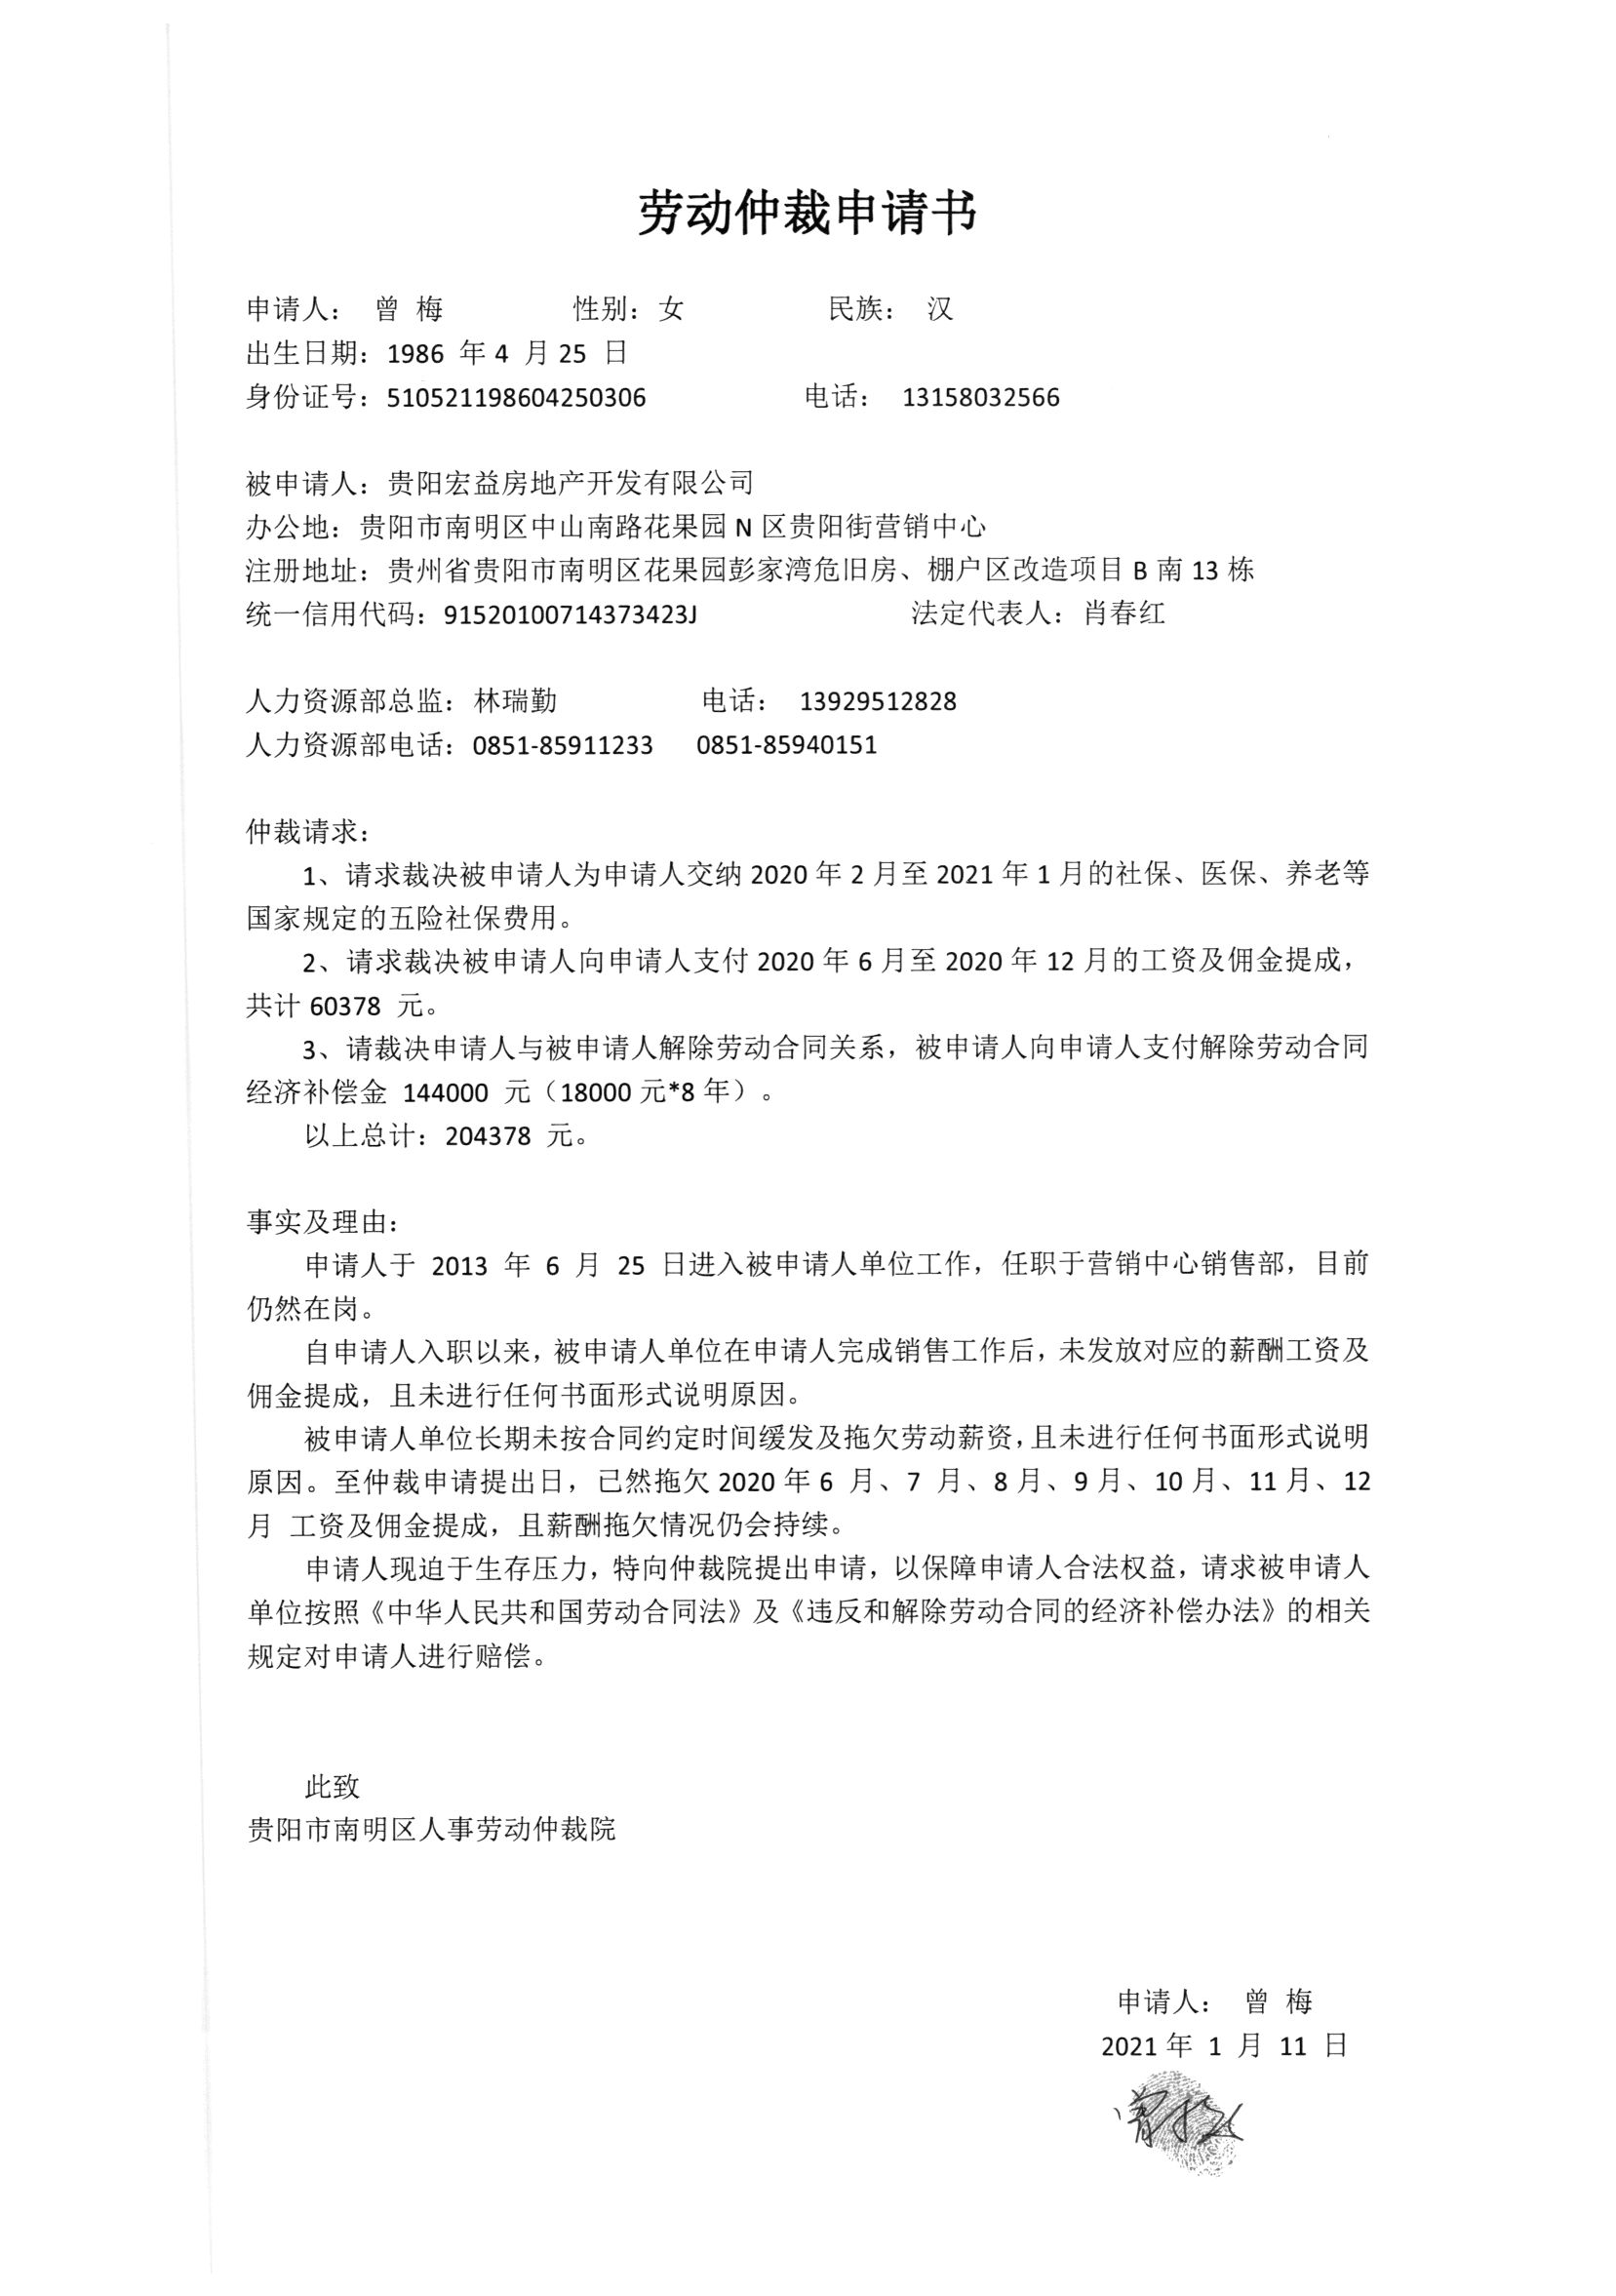 劳动仲裁申请书
申请人： 曾 梅 性别：女 民族： 汉
出生日期：1986 年 4 月 25 日
身份证号：510521198604250306 电话： 13158032566
被申请人：贵阳宏益房地产开发有限公司
办公地：贵阳市南明区中山南路花果园 N 区贵阳街营销中心
注册地址：贵州省贵阳市南明区花果园彭家湾危旧房、棚户区改造项目 B 南 13 栋
统一信用代码：91520100714373423J 法定代表人：肖春红
人力资源部总监：林瑞勤 电话： 13929512828
人力资源部电话：0851-85911233 0851-85940151
仲裁请求：
1、请求裁决被申请人为申请人交纳 2020 年 2 月至 2021 年 1 月的社保、医保、养老等
国家规定的五险社保费用。
2、请求裁决被申请人向申请人支付 2020 年 6 月至 2020 年 12 月的工资及佣金提成，
共计 60378 元。
3、请裁决申请人与被申请人解除劳动合同关系，被申请人向申请人支付解除劳动合同
经济补偿金 144000 元（18000 元*8 年）。
以上总计：204378 元。
事实及理由：
申请人于 2013 年 6 月 25 日进入被申请人单位工作，任职于营销中心销售部，目前
仍然在岗。
自申请人入职以来，被申请人单位在申请人完成销售工作后，未发放对应的薪酬工资及
佣金提成，且未进行任何书面形式说明原因。
被申请人单位长期未按合同约定时间缓发及拖欠劳动薪资，且未进行任何书面形式说明
原因。至仲裁申请提出日，已然拖欠 2020 年 6 月、7 月、8 月、9 月、10 月、11 月、12
月 工资及佣金提成，且薪酬拖欠情况仍会持续。
申请人现迫于生存压力，特向仲裁院提出申请，以保障申请人合法权益，请求被申请人
单位按照《中华人民共和国劳动合同法》及《违反和解除劳动合同的经济补偿办法》的相关
规定对申请人进行赔偿。
此致
贵阳市南明区人事劳动仲裁院
申请人： 曾 梅
2021 年 1 月 11 日
曾梅